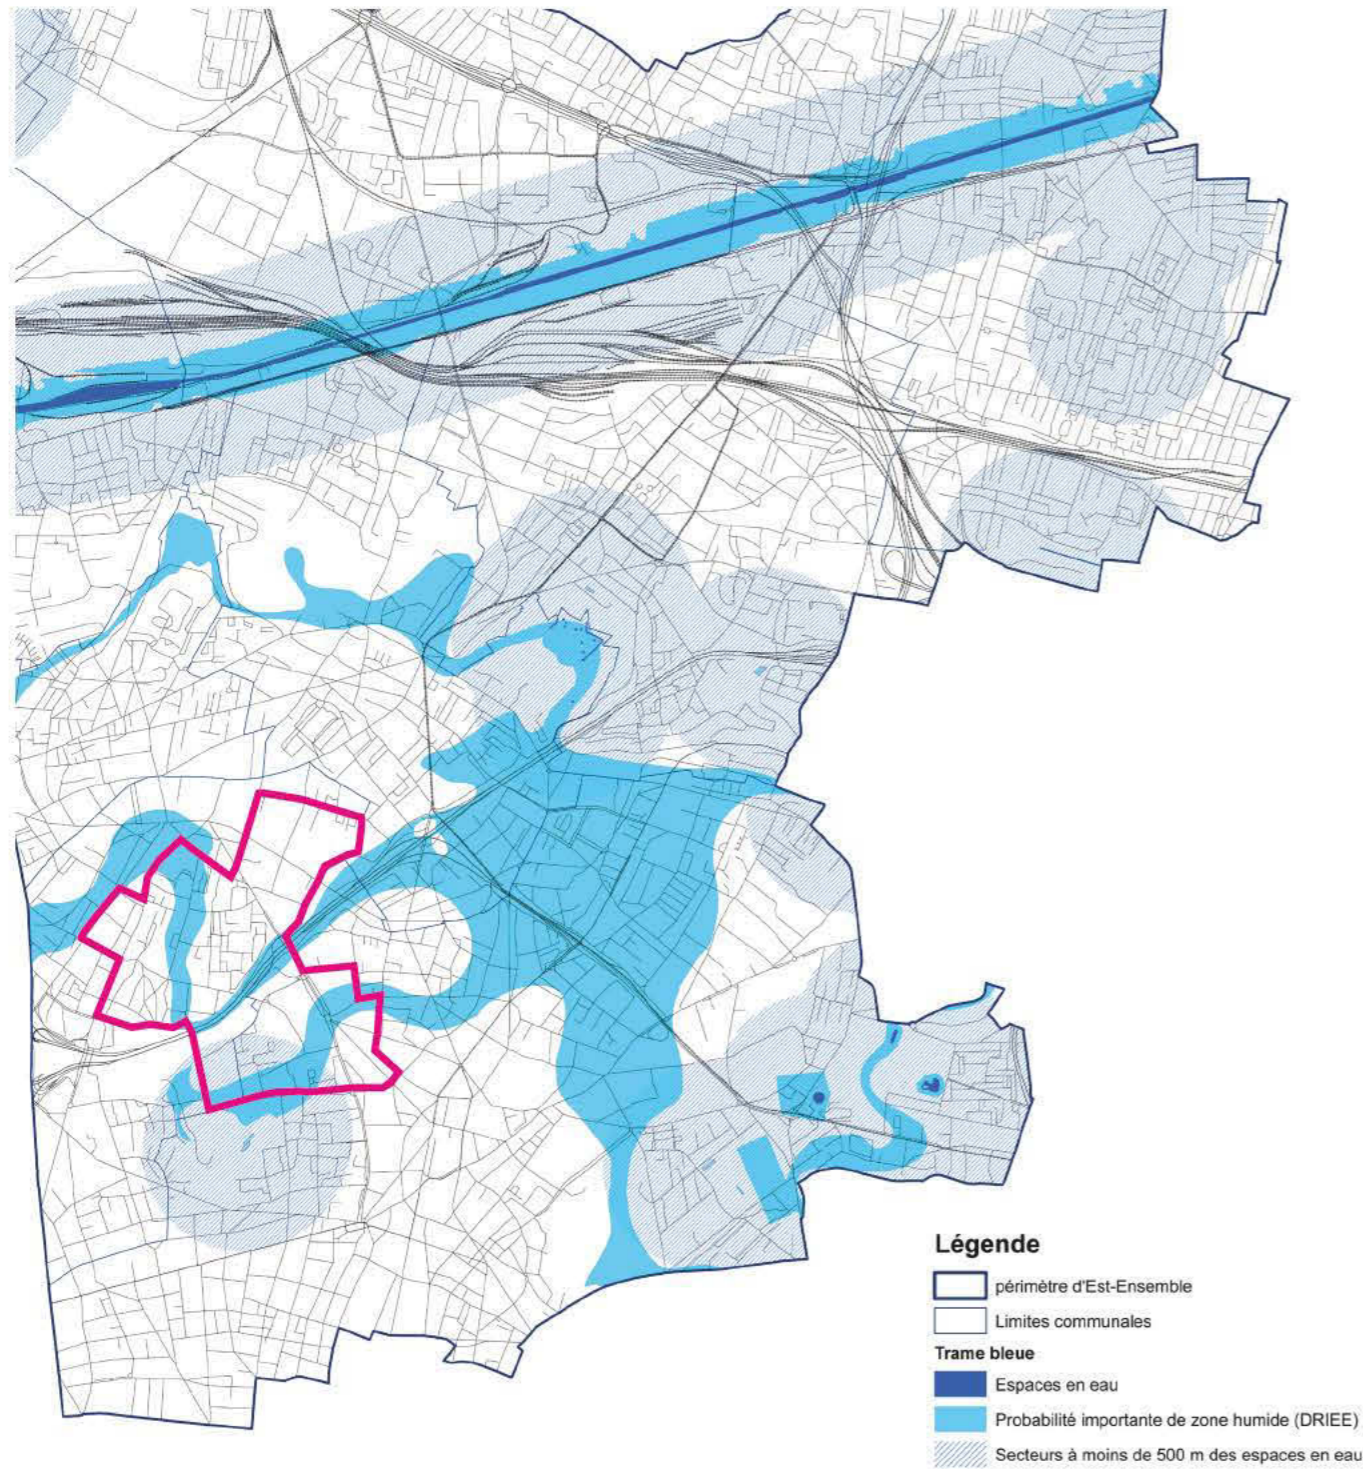 Légende
périmètre d'Est-Ensemble
Limites communales
Trame bleue
Espaces en eau
Probabilité importante de zone humide (DRIEE)
Secteurs à moins de 500 m des espaces en eau